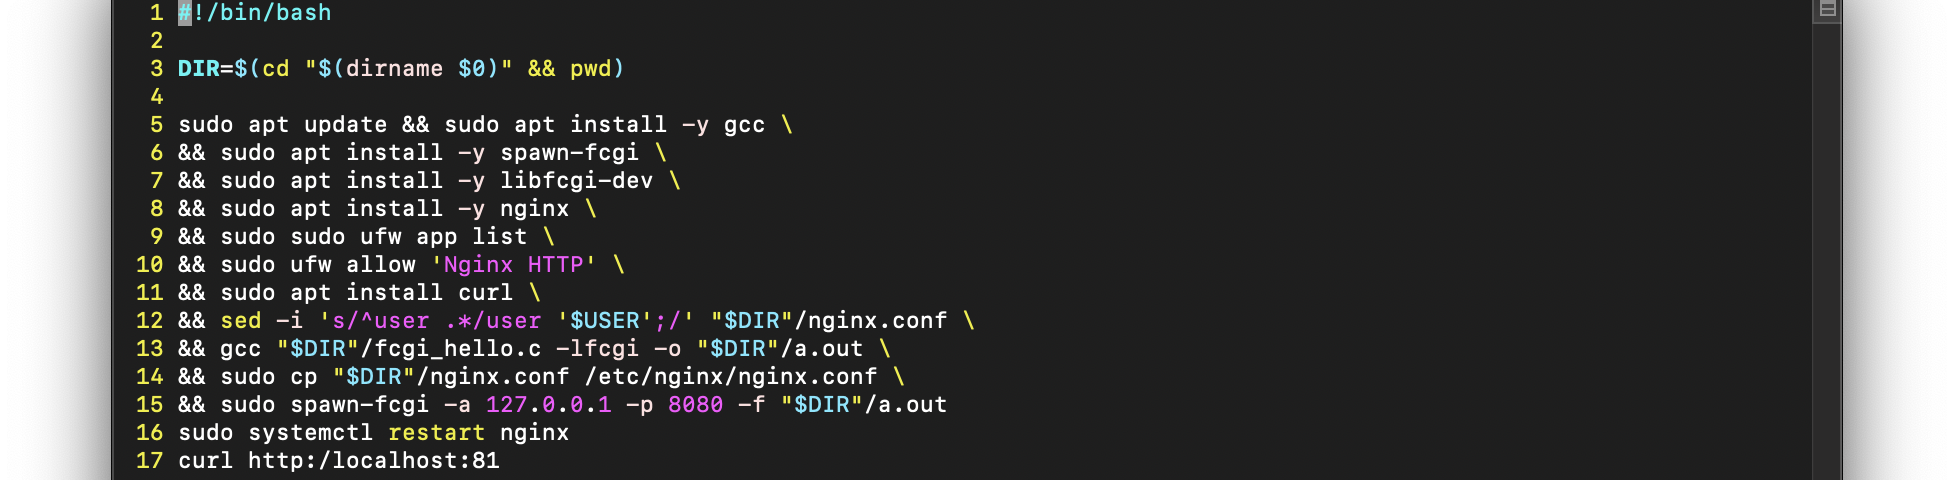 1 #!/bin/bash
2
3 DIR=$(cd "$(dirname $0)" && pwd)
4
5 sudo apt update && sudo apt install -y gcc \
6 && sudo apt install -y spawn-fcgi \
7 && sudo apt install -y libfcgi-dev \
8 && sudo apt install -y nginx \
9 && sudo sudo ufw app list \
10 && sudo ufw allow 'Nginx HTTP' \
11 && sudo apt install curl \
12 && sed -i 's/^user .*/user '$USER';/' "$DIR"/nginx.conf \
13 && gcc "$DIR"/fcgi_hello.c -lfcgi -o "$DIR"/a.out \
14 && sudo cp "$DIR"/nginx.conf /etc/nginx/nginx.conf \
15 && sudo spawn-fcgi -a 127.0.0.1 -p 8080 -f "$DIR"/a.out
16 sudo systemctl restart nginx
17 curl http:/localhost:81